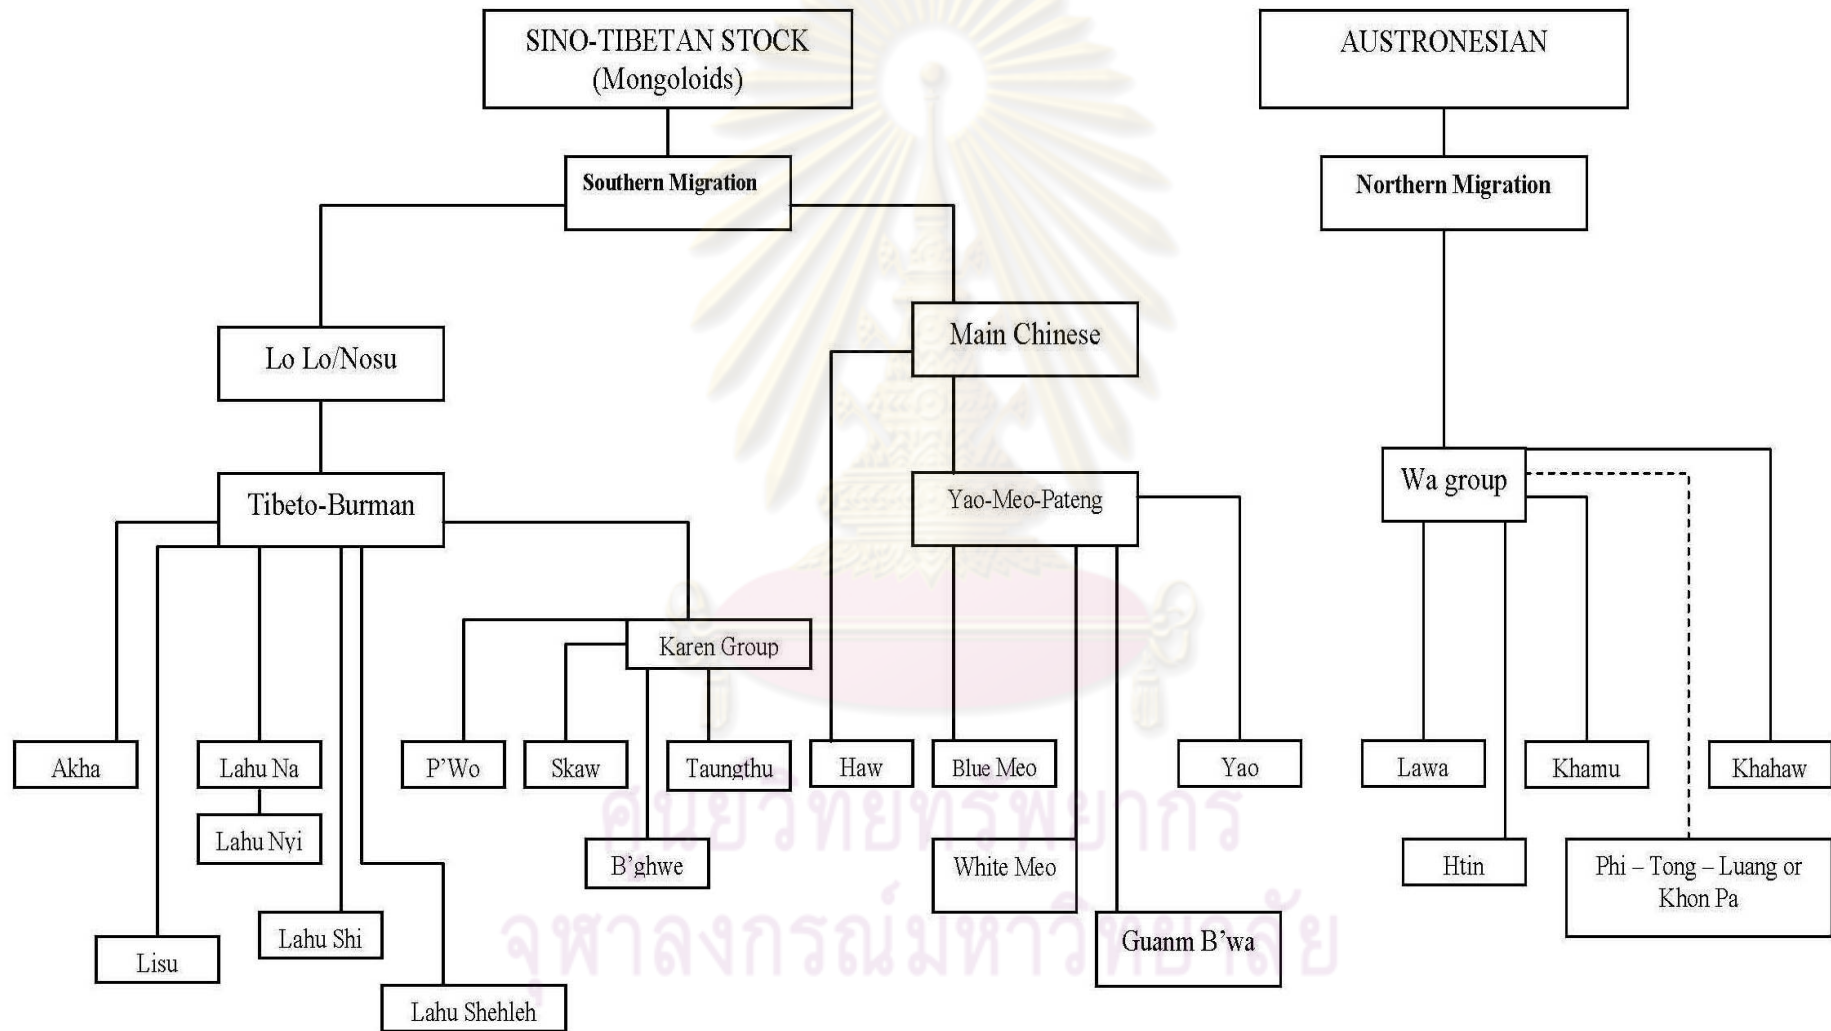 SINO-TIBETAN STOCK
(Mongoloids)
AUSTRONESIAN
Southern Migration
Northern Migration
Main Chinese
Lo Lo/Nosu
Wa group
Tibeto-Burman
Yao-Meo-Pateng
Karen Group
Akha
Lahu Na
P'Wo
Skaw
Taungthu
Haw
Blue Meo
Yao
Lawa
Khamu
Khahaw
ศูนย์วิทยทรัพยากร
Lahu Nyi
B'ghwe
White Meo
Htin
Phi – Tong – Luang or
Khon Pa
จุฬาลงกรณ์มหาวิทยาลัย
Lahu Shi
Guanm B'wa
Lisu
Lahu Shehleh